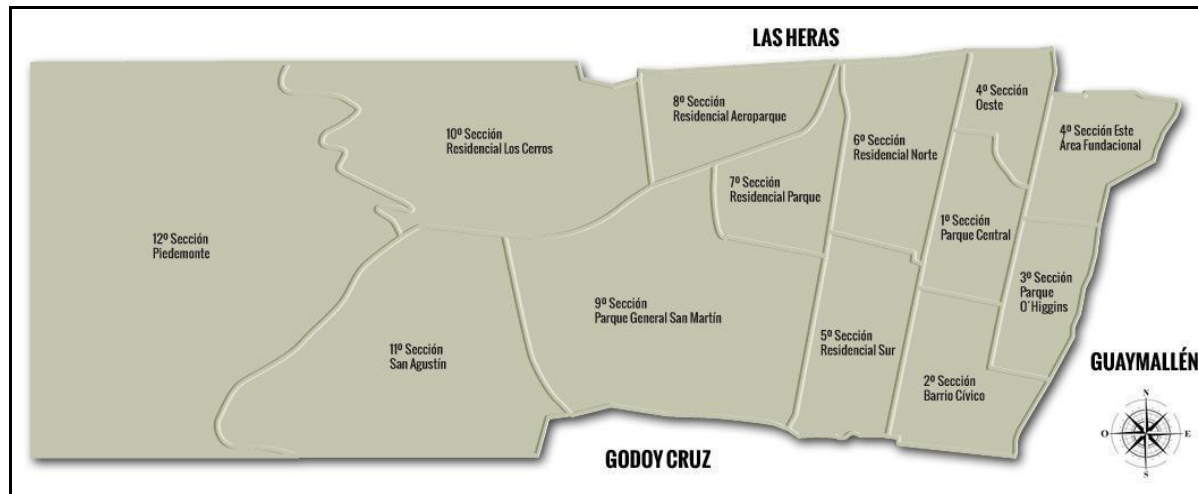 LAS HERAS
8º Sección
Residencial Aeroparque
4º Sección
Oeste
4º Sección Este
Área Fundacional
10º Sección
Residencial Los Cerros
6º Sección
Residencial Norte
7º Sección
Residencial Parque
12º Sección
Piedemonte
1º Sección
Parque Central
3º Sección
Parque
O´Higgins
9º Sección
Parque General San Martín
11º Sección
San Agustín
5º Sección
Residencial Sur
2º Sección
Barrio Cívico
GUAYMALLÉN
GODOY CRUZ
N
O
E
S